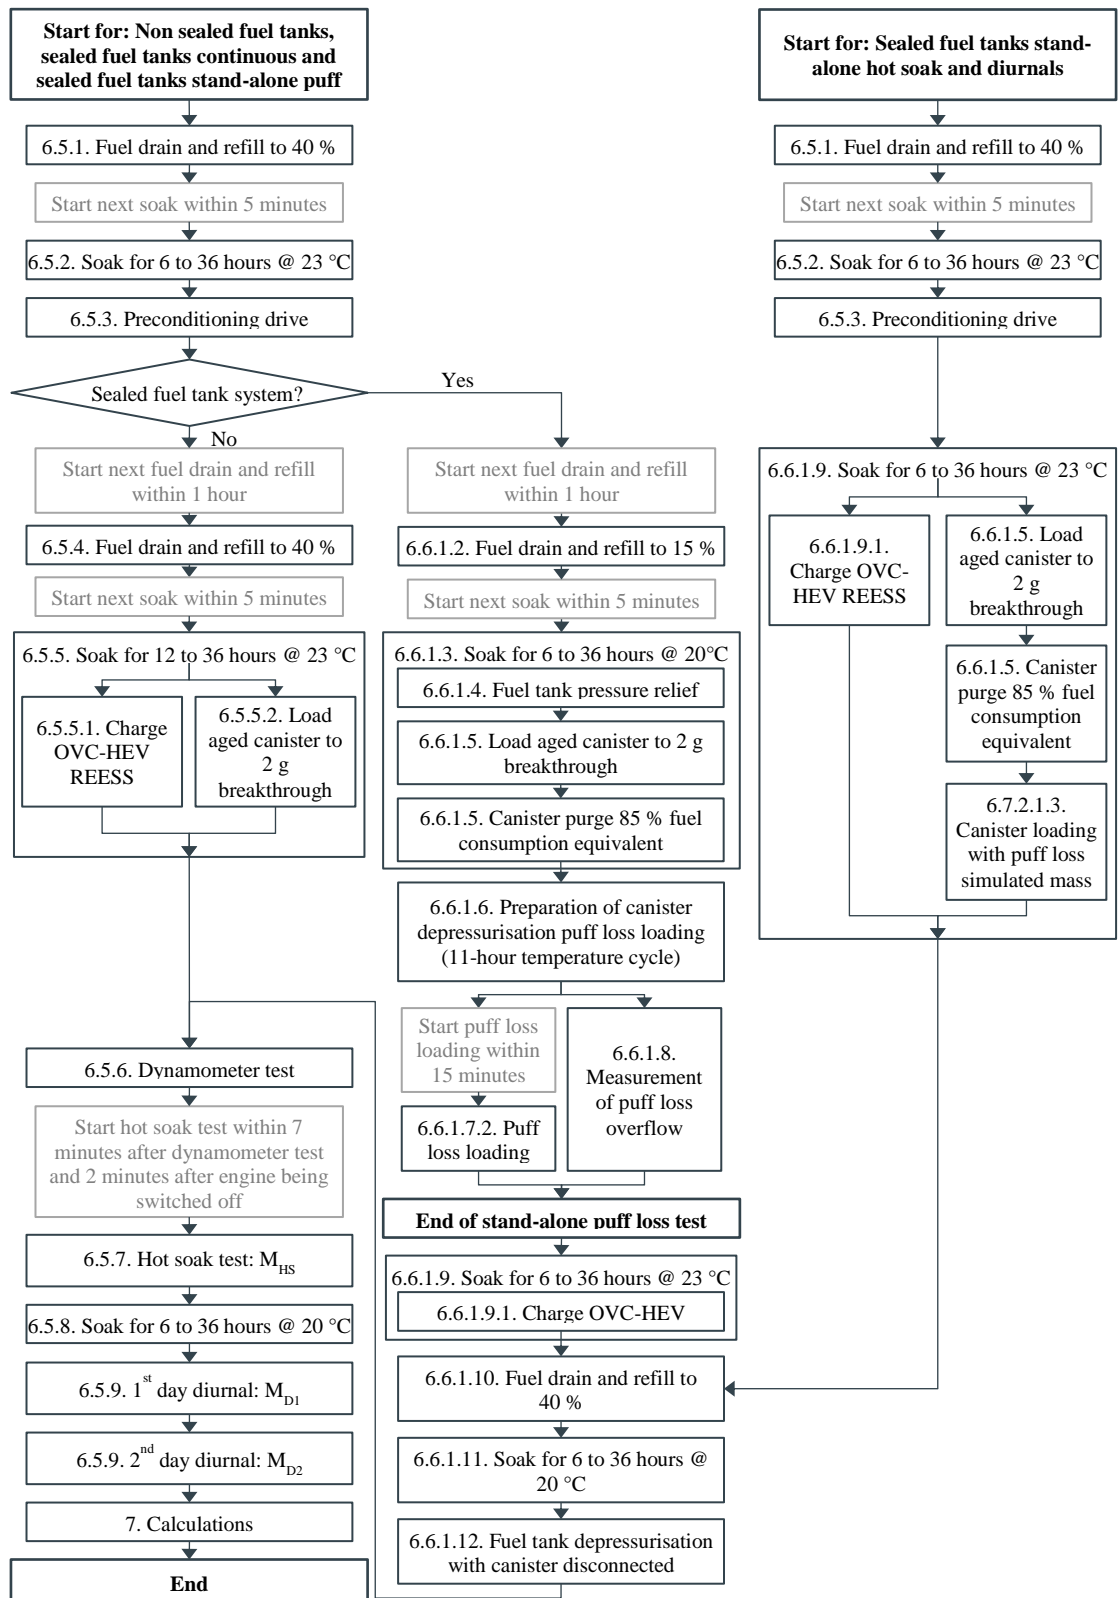 Start for: Non sealed fuel tanks,
sealed fuel tanks continuous and
sealed fuel tanks stand-alone puff
6.5.1. Fuel drain and refill to 40 %
Start next soak within 5 minutes
6.5.2. Soak for 6 to 36 hours @ 23 °C
6.5.3. Preconditioning drive
Sealed fuel tank system?
Yes
No
Start next fuel drain and refill
within 1 hour
6.5.4. Fuel drain and refill to 40 %
Start next soak within 5 minutes
6.5.5. Soak for 12 to 36 hours @ 23 °C
6.5.5.1. Charge
OVC-HEV
REESS
6.5.5.2. Load
aged canister to
2 g
breakthrough
6.5.6. Dynamometer test
Start hot soak test within 7
minutes after dynamometer test
and 2 minutes after engine being
switched off
6.5.7. Hot soak test: M_HS
6.5.8. Soak for 6 to 36 hours @ 20 °C
6.5.9. 1st day diurnal: M_D1
6.5.9. 2nd day diurnal: M_D2
7. Calculations
End
Start next fuel drain and refill
within 1 hour
6.6.1.2. Fuel drain and refill to 15 %
Start next soak within 5 minutes
6.6.1.3. Soak for 6 to 36 hours @ 20°C
6.6.1.4. Fuel tank pressure relief
6.6.1.5. Load aged canister to 2 g
breakthrough
6.6.1.5. Canister purge 85 % fuel
consumption equivalent
6.6.1.6. Preparation of canister
depressurisation puff loss loading
(11-hour temperature cycle)
Start puff loss
loading within
15 minutes
6.6.1.7.2. Puff
loss loading
6.6.1.8.
Measurement
of puff loss
overflow
End of stand-alone puff loss test
6.6.1.9. Soak for 6 to 36 hours @ 23 °C
6.6.1.9.1. Charge OVC-HEV
6.6.1.10. Fuel drain and refill to
40 %
6.6.1.11. Soak for 6 to 36 hours @
20 °C
6.6.1.12. Fuel tank depressurisation
with canister disconnected
Start for: Sealed fuel tanks stand-
alone hot soak and diurnals
6.5.1. Fuel drain and refill to 40 %
Start next soak within 5 minutes
6.5.2. Soak for 6 to 36 hours @ 23 °C
6.5.3. Preconditioning drive
6.6.1.9. Soak for 6 to 36 hours @ 23 °C
6.6.1.9.1.
Charge OVC-
HEV REESS
6.6.1.5. Load
aged canister to
2 g
breakthrough
6.6.1.5. Canister
purge 85 % fuel
consumption
equivalent
6.7.2.1.3.
Canister loading
with puff loss
simulated mass